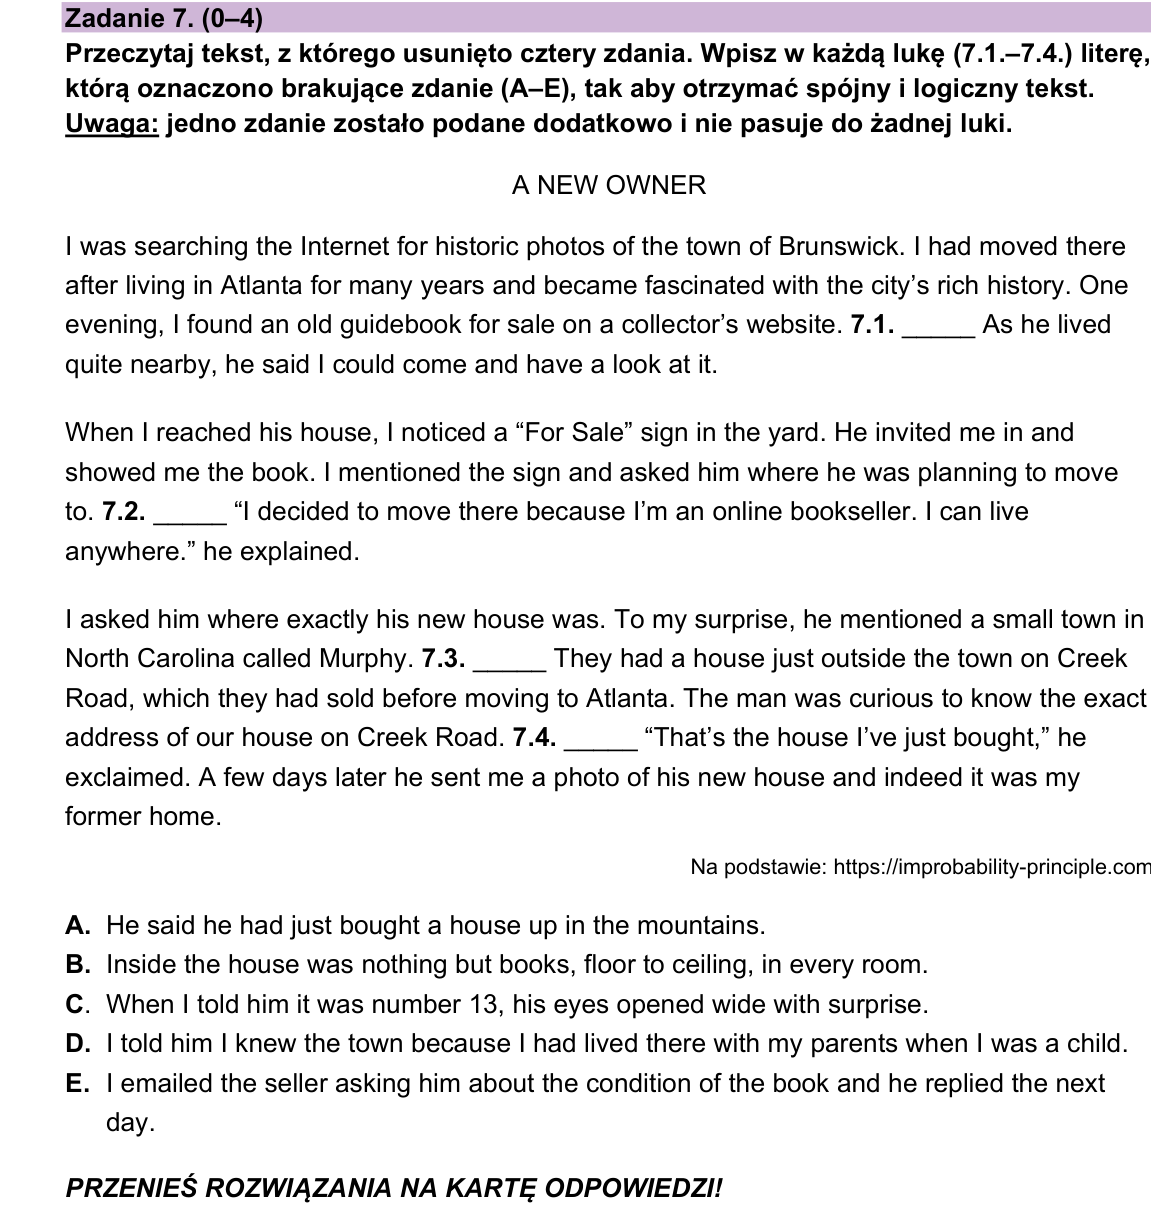 Zadanie 7. (0–4)
Przeczytaj tekst, z którego usunięto cztery zdania. Wpisz w każdą lukę (7.1.–7.4.) literę,
którą oznaczono brakujące zdanie (A–E), tak aby otrzymać spójny i logiczny tekst.
Uwaga: jedno zdanie zostało podane dodatkowo i nie pasuje do żadnej luki.
A NEW OWNER
I was searching the Internet for historic photos of the town of Brunswick. I had moved there
after living in Atlanta for many years and became fascinated with the city’s rich history. One
evening, I found an old guidebook for sale on a collector’s website. 7.1. _____ As he lived
quite nearby, he said I could come and have a look at it.
When I reached his house, I noticed a “For Sale” sign in the yard. He invited me in and
showed me the book. I mentioned the sign and asked him where he was planning to move
to. 7.2. _____ “I decided to move there because I’m an online bookseller. I can live
anywhere.” he explained.
I asked him where exactly his new house was. To my surprise, he mentioned a small town in
North Carolina called Murphy. 7.3. _____ They had a house just outside the town on Creek
Road, which they had sold before moving to Atlanta. The man was curious to know the exact
address of our house on Creek Road. 7.4. _____ “That’s the house I’ve just bought,” he
exclaimed. A few days later he sent me a photo of his new house and indeed it was my
former home.
Na podstawie: https://improbability-principle.com
A. He said he had just bought a house up in the mountains.
B. Inside the house was nothing but books, floor to ceiling, in every room.
C. When I told him it was number 13, his eyes opened wide with surprise.
D. I told him I knew the town because I had lived there with my parents when I was a child.
E. I emailed the seller asking him about the condition of the book and he replied the next
day.
PRZENIEŚ ROZWIĄZANIA NA KARTĘ ODPOWIEDZI!